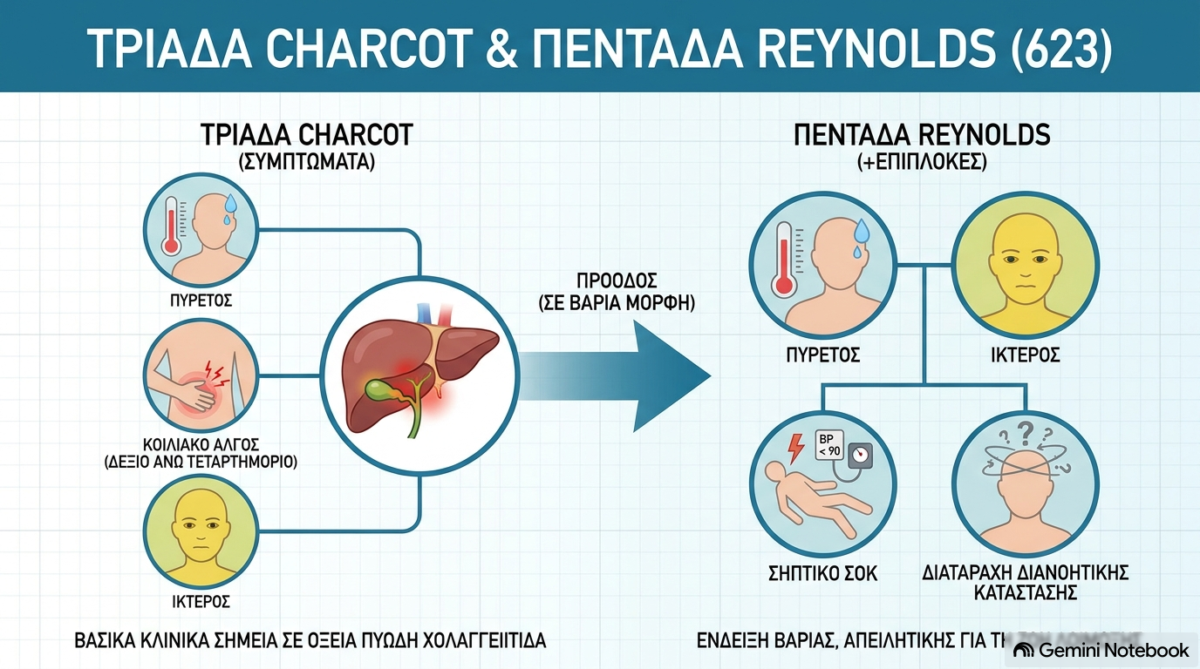 ΤΡΙΑΔΑ CHARCOT & ΠΕΝΤΑΔΑ REYNOLDS (623)
ΤΡΙΑΔΑ CHARCOT
(ΣΥΜΠΤΩΜΑΤΑ)
ΠΥΡΕΤΟΣ
ΚΟΙΛΙΑΚΟ ΑΛΓΟΣ
(ΔΕΞΙΟ ΑΝΩ ΤΕΤΑΡΤΗΜΟΡΙΟ)
ΙΚΤΕΡΟΣ
ΒΑΣΙΚΑ ΚΛΙΝΙΚΑ ΣΗΜΕΙΑ ΣΕ ΟΞΕΙΑ ΠΥΩΔΗ ΧΟΛΑΓΓΕΙΙΤΙΔΑ
ΠΡΟΟΔΟΣ
(ΣΕ ΒΑΡΙΑ ΜΟΡΦΗ)
ΠΕΝΤΑΔΑ REYNOLDS
(+ΕΠΙΠΛΟΚΕΣ)
ΠΥΡΕΤΟΣ
ΙΚΤΕΡΟΣ
BP
< 90
ΣΗΠΤΙΚΟ ΣΟΚ
? ? ? ?
ΔΙΑΤΑΡΑΧΗ ΔΙΑΝΟΗΤΙΚΗΣ
ΚΑΤΑΣΤΑΣΗΣ
ΕΝΔΕΙΞΗ ΒΑΡΙΑΣ, ΑΠΕΙΛΗΤΙΚΗΣ ΓΙΑ
Gemini Notebook